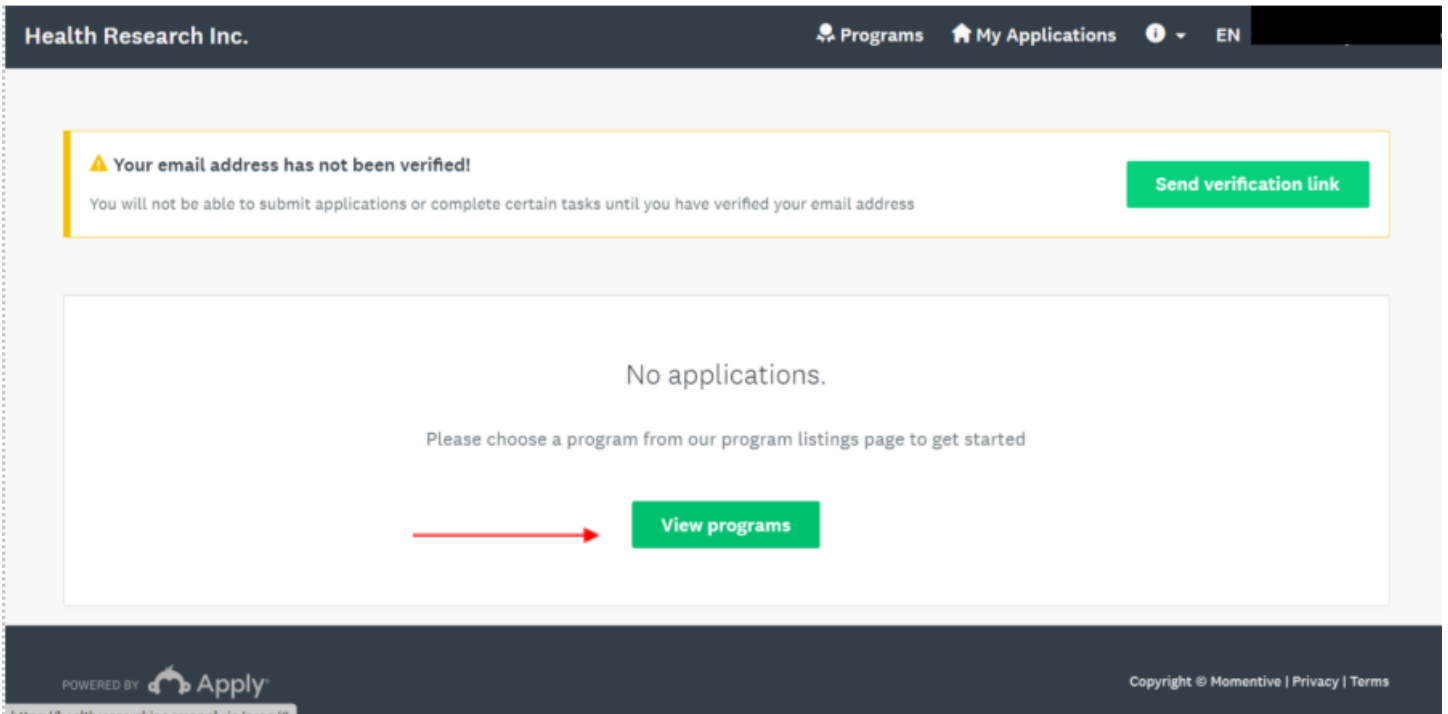 Health Research Inc.
Programs My Applications EN
Your email address has not been verified!
You will not be able to submit applications or complete certain tasks until you have verified your email address
Send verification link
No applications.
Please choose a program from our program listings page to get started
View programs
POWERED BY Apply
Copyright © Momentive | Privacy | Terms